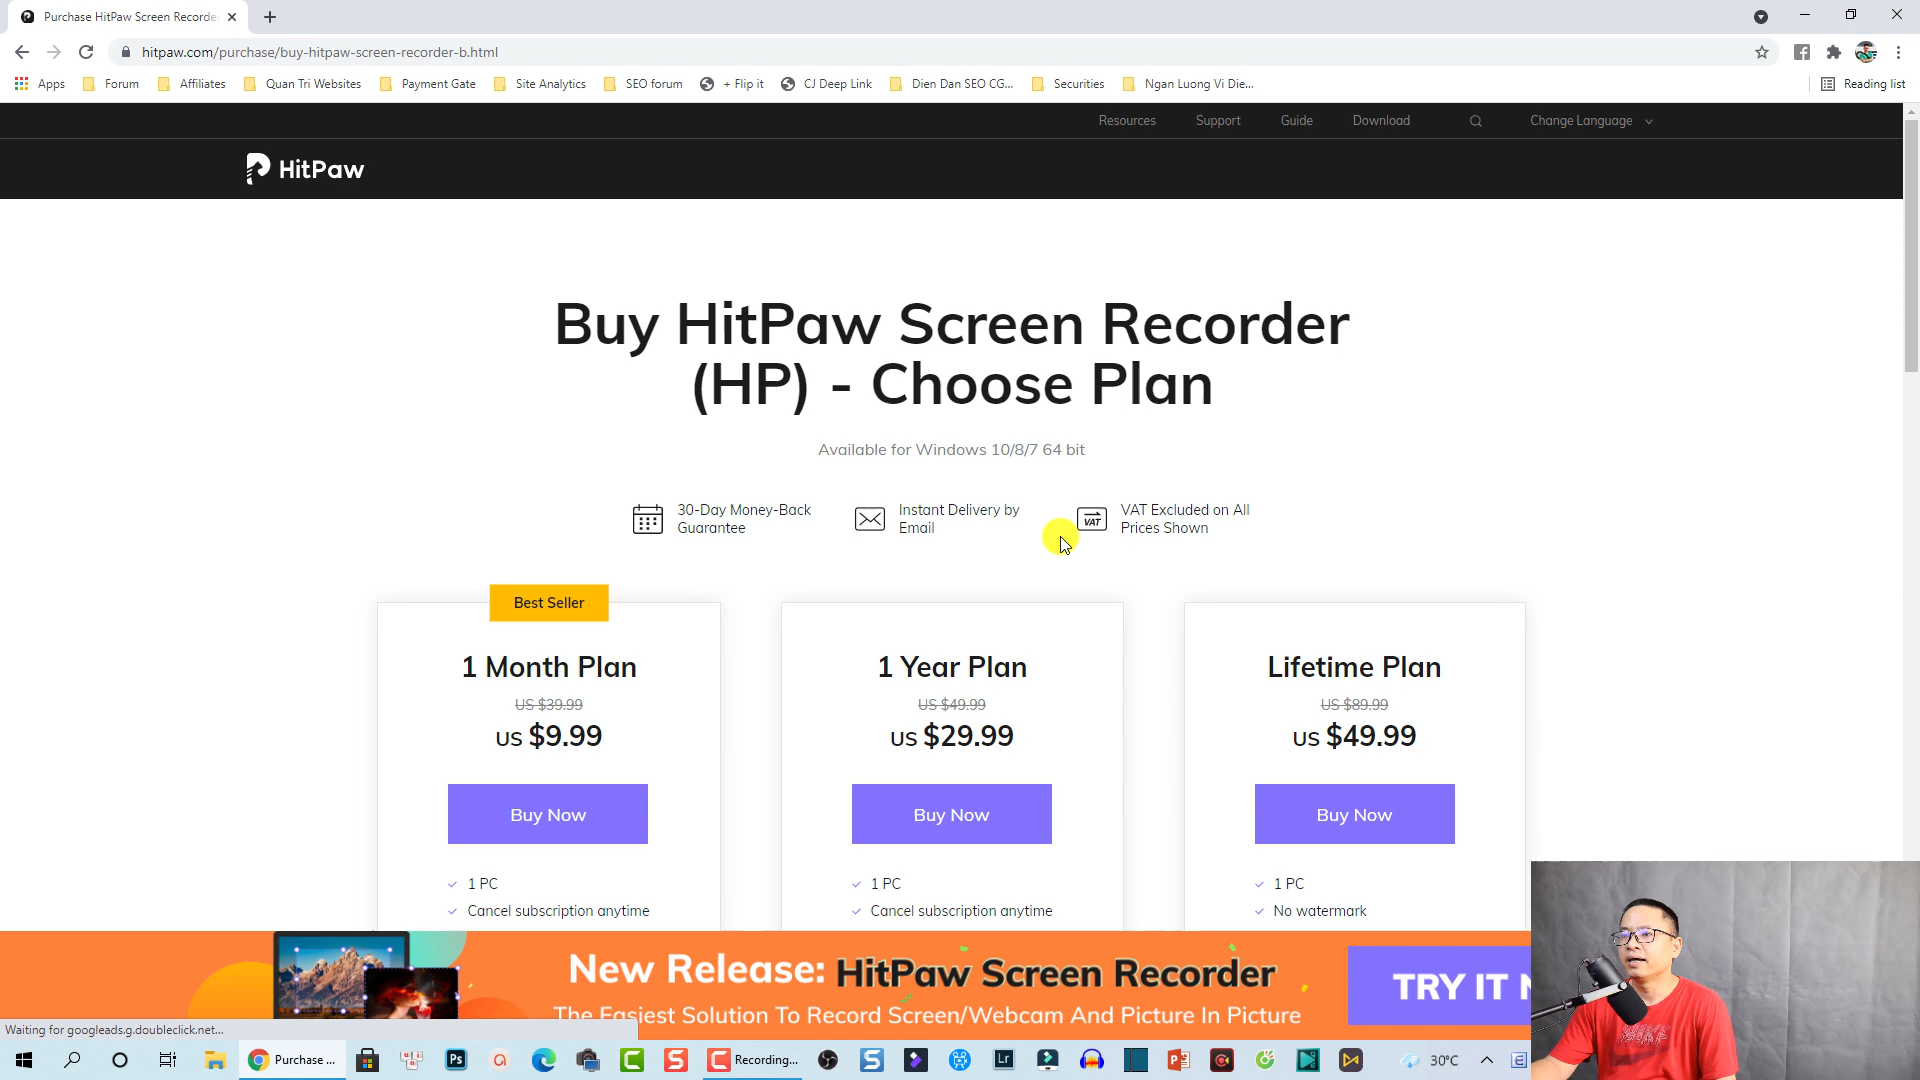 Purchase HitPaw Screen Recorde
hitpaw.com/purchase/buy-hitpaw-screen-recorder-b.html
Apps
Forum
Affiliates
Quan Tri Websites
Payment Gate
Site Analytics
SEO forum
+ Flip it
CJ Deep Link
Dien Dan SEO CG...
Securities
Ngan Luong Vi Die...
Reading list
Resources
Support
Guide
Download
Change Language
HitPaw
Buy HitPaw Screen Recorder
(HP) - Choose Plan
Available for Windows 10/8/7 64 bit
30-Day Money-Back
Guarantee
Instant Delivery by
Email
VAT
VAT Excluded on All
Prices Shown
Best Seller
1 Month Plan
US $39.99
US $9.99
Buy Now
1 PC
Cancel subscription anytime
1 Year Plan
US $49.99
US $29.99
Buy Now
1 PC
Cancel subscription anytime
Lifetime Plan
US $89.99
US $49.99
Buy Now
1 PC
No watermark
New Release: HitPaw Screen Recorder
The Easiest Solution To Record Screen/Webcam And Picture In Picture
TRY IT N
Waiting for googleads.g.doubleclick.net...
Purchase ...
Ps
Recording...
Lr
30°C